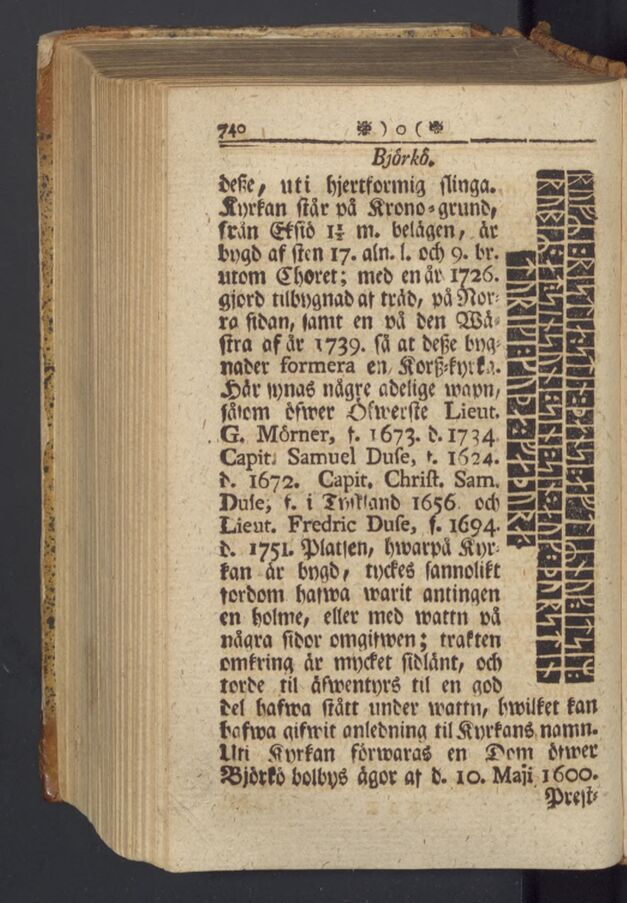 740 ) o (
Björkö.
deße, uti hjertformig slinga.
Kyrkan står på Krono-grund,
från Eksiö 1½ m. belägen, är
bygd af sten 17. aln. l. och 9. br.
utom Choret; med en år 1726.
giord tilbygnad af träd, på Nor-
ra sidan, samt en på den Wä-
stra af år 1739. så at deße byg-
nader formera en Korß-kyrka.
Här synas någre adelige wapn,
såsom öfwer Öfwerste Lieut.
G. Mörner, f. 1673. d. 1734.
Capit. Samuel Duse, f. 1624.
d. 1672. Capit. Christ. Sam.
Duse, f. i Tyskland 1656. och
Lieut. Fredric Duse, f. 1694.
d. 1751. Platsen, hwarpå Kyr-
kan är bygd, tyckes sannolikt
fordom hafwa warit antingen
en holme, eller med wattn på
några sidor omgifwen; trakten
omkring är mycket sidlänt, och
torde til äfwentyrs til en god
del hafwa stått under wattn, hwilket kan
hafwa gifwit anledning til Kyrkans namn.
Uti Kyrkan förwaras en Dom öfwer
Björkö bolbys ägor af d. 10. Maji 1600.
Prest-